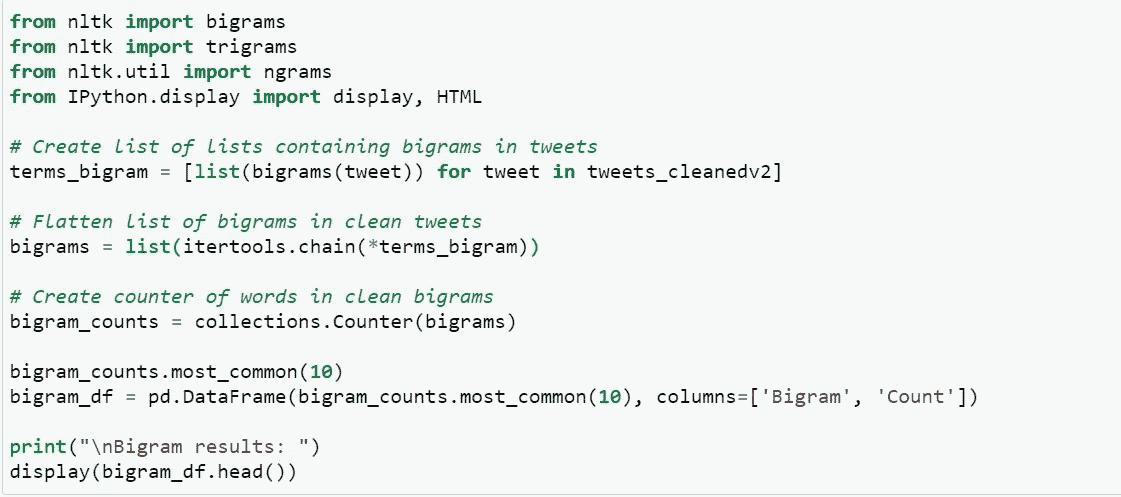 from nltk import bigrams
from nltk import trigrams
from nltk.util import ngrams
from IPython.display import display, HTML
# Create list of lists containing bigrams in tweets
terms_bigram = [list(bigrams(tweet)) for tweet in tweets_cleanedv2]
# Flatten list of bigrams in clean tweets
bigrams = list(itertools.chain(*terms_bigram))
# Create counter of words in clean bigrams
bigram_counts = collections.Counter(bigrams)
bigram_counts.most_common(10)
bigram_df = pd.DataFrame(bigram_counts.most_common(10), columns=['Bigram', 'Count'])
print("\nBigram results: ")
display(bigram_df.head())